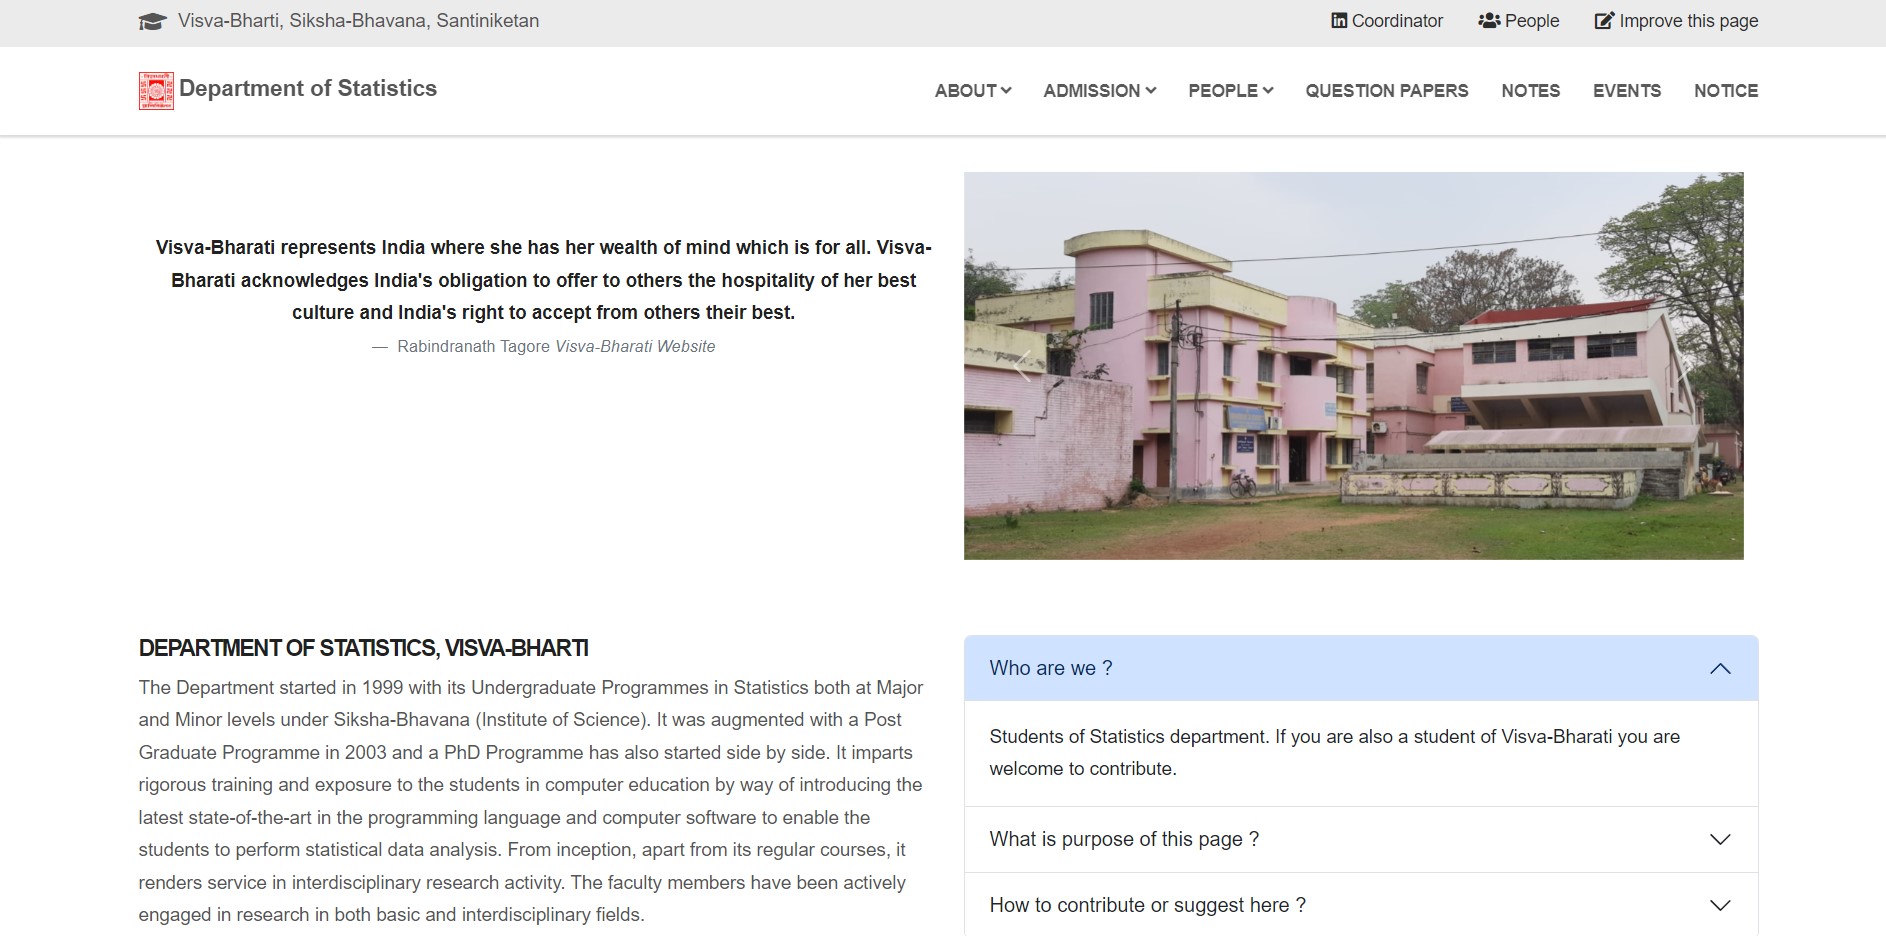 Visva-Bharti, Siksha-Bhavana, Santiniketan
Coordinator
People
Improve this page
Department of Statistics
ABOUT
ADMISSION
PEOPLE
QUESTION PAPERS
NOTES
EVENTS
NOTICE
Visva-Bharati represents India where she has her wealth of mind which is for all. Visva-
Bharati acknowledges India's obligation to offer to others the hospitality of her best
culture and India's right to accept from others their best.
— Rabindranath Tagore Visva-Bharati Website
DEPARTMENT OF STATISTICS, VISVA-BHARTI
The Department started in 1999 with its Undergraduate Programmes in Statistics both at Major
and Minor levels under Siksha-Bhavana (Institute of Science). It was augmented with a Post
Graduate Programme in 2003 and a PhD Programme has also started side by side. It imparts
rigorous training and exposure to the students in computer education by way of introducing the
latest state-of-the-art in the programming language and computer software to enable the
students to perform statistical data analysis. From inception, apart from its regular courses, it
renders service in interdisciplinary research activity. The faculty members have been actively
engaged in research in both basic and interdisciplinary fields.
Who are we ?
Students of Statistics department. If you are also a student of Visva-Bharati you are
welcome to contribute.
What is purpose of this page ?
How to contribute or suggest here ?